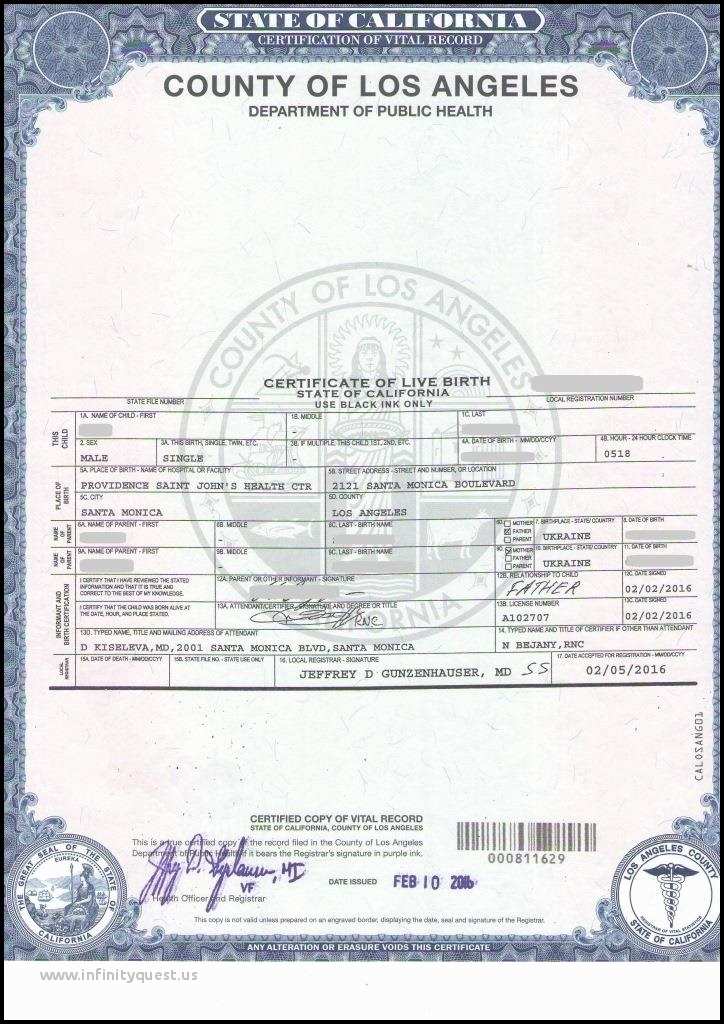 STATE OF CALIFORNIA
CERTIFICATION OF VITAL RECORD
COUNTY OF LOS ANGELES
DEPARTMENT OF PUBLIC HEALTH
COUNTY OF LOS ANGELES
CALIFORNIA
CERTIFICATE OF LIVE BIRTH
STATE OF CALIFORNIA
USE BLACK INK ONLY
STATE FILE NUMBER
LOCAL REGISTRATION NUMBER
THIS CHILD
1A. NAME OF CHILD - FIRST
1B. MIDDLE
1C. LAST
-
2. SEX
3A. THIS BIRTH, SINGLE, TWIN, ETC.
3B. IF MULTIPLE, THIS CHILD 1ST, 2ND, ETC.
4A. DATE OF BIRTH - MM/DD/CCYY
4B. HOUR - 24 HOUR CLOCK TIME
MALE
SINGLE
-
0518
PLACE OF BIRTH
5A. PLACE OF BIRTH - NAME OF HOSPITAL OR FACILITY
5B. STREET ADDRESS - STREET AND NUMBER, OR LOCATION
PROVIDENCE SAINT JOHN'S HEALTH CTR
2121 SANTA MONICA BOULEVARD
5C. CITY
5D. COUNTY
SANTA MONICA
LOS ANGELES
NAME OF PARENT
6A. NAME OF PARENT - FIRST
6B. MIDDLE
6C. LAST - BIRTH NAME
6D. MOTHER
FATHER
PARENT
7. BIRTHPLACE - STATE/ COUNTRY
8. DATE OF BIRTH
-
UKRAINE
NAME OF PARENT
9A. NAME OF PARENT - FIRST
9B. MIDDLE
9C. LAST - BIRTH NAME
9D. MOTHER
FATHER
PARENT
10. BIRTHPLACE - STATE/ COUNTRY
11. DATE OF BIRTH
-
UKRAINE
INFORMANT AND BIRTH CERTIFICATION
I CERTIFY THAT I HAVE REVIEWED THE STATED
INFORMATION AND THAT IT IS TRUE AND
CORRECT TO THE BEST OF MY KNOWLEDGE.
12A. PARENT OR OTHER INFORMANT - SIGNATURE
12B. RELATIONSHIP TO CHILD
FATHER
12C. DATE SIGNED
02/02/2016
I CERTIFY THAT THE CHILD WAS BORN ALIVE AT
THE DATE, HOUR, AND PLACE STATED.
13A. ATTENDANT/CERTIFIER - SIGNATURE AND DEGREE OR TITLE
RNC
13B. LICENSE NUMBER
A102707
13C. DATE SIGNED
02/02/2016
13D. TYPED NAME, TITLE AND MAILING ADDRESS OF ATTENDANT
14. TYPED NAME AND TITLE OF CERTIFIER IF OTHER THAN ATTENDANT
D KISELEVA,MD,2001 SANTA MONICA BLVD,SANTA MONICA
N BEJANY,RNC
LOCAL REGISTRAR
15A. DATE OF DEATH - MM/DD/CCYY
15B. STATE FILE NO. - STATE USE ONLY
16. LOCAL REGISTRAR - SIGNATURE
17. DATE ACCEPTED FOR REGISTRATION - MM/DD/CCYY
JEFFREY D GUNZENHAUSER, MD SS
02/05/2016
CALOSANG01
CERTIFIED COPY OF VITAL RECORD
STATE OF CALIFORNIA, COUNTY OF LOS ANGELES
This is a true certified copy of the record filed in the County of Los Angeles
Department of Public Health if it bears the Registrar's signature in purple ink.
000811629
VF
DATE ISSUED
FEB 10 2016
Health Officer and Registrar
This copy is not valid unless prepared on an engraved border, displaying the date, seal and signature of the Registrar.
THE GREAT SEAL OF THE STATE OF CALIFORNIA
EUREKA
LOS ANGELES COUNTY
STATE OF CALIFORNIA
ANY ALTERATION OR ERASURE VOIDS THIS CERTIFICATE
www.infinityquest.us